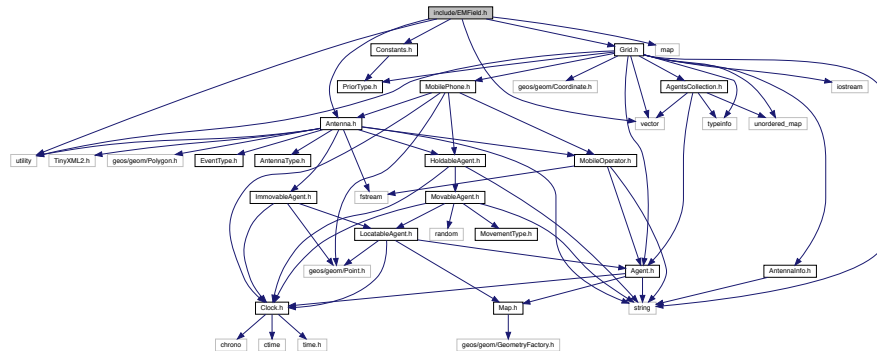 include/EMField.h
Constants.h
Grid.h
map
PriorType.h
MobilePhone.h
geos/geom/Coordinate.h
AgentsCollection.h
iostream
Antenna.h
vector
typeinfo
unordered_map
utility
TinyXML2.h
geos/geom/Polygon.h
EventType.h
AntennaType.h
HoldableAgent.h
MobileOperator.h
ImmovableAgent.h
fstream
MovableAgent.h
LocatableAgent.h
random
MovementType.h
geos/geom/Point.h
Agent.h
AntennaInfo.h
Clock.h
Map.h
string
chrono
ctime
time.h
geos/geom/GeometryFactory.h